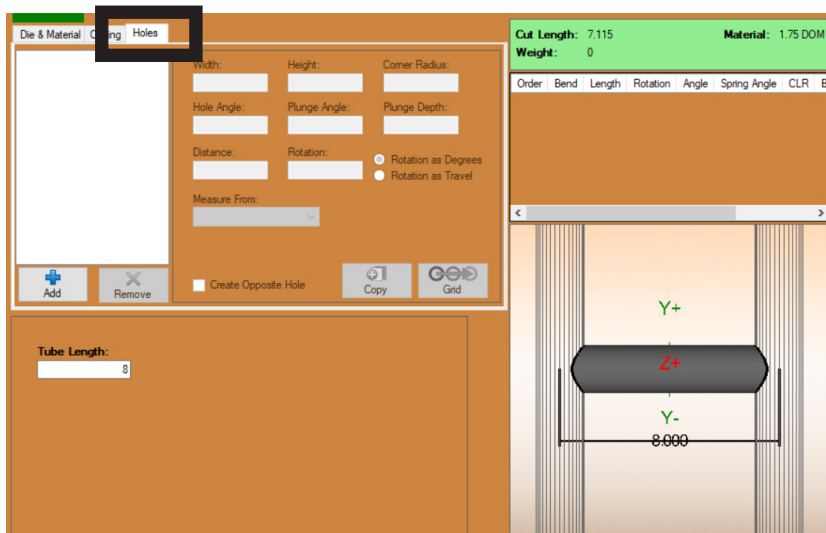 Die & Material
Holes
Width: Height: Corner Radius:
Hole Angle: Plunge Angle: Plunge Depth:
Distance: Rotation:
Rotation as Degrees
Rotation as Travel
Measure From:
Create Opposite Hole
Add Remove Copy Grid
Tube Length:
8
Cut Length: 7.115 Material: 1.75 DOM
Weight: 0
Order Bend Length Rotation Angle Spring Angle CLR
Y+
Z+
Y-
8.000